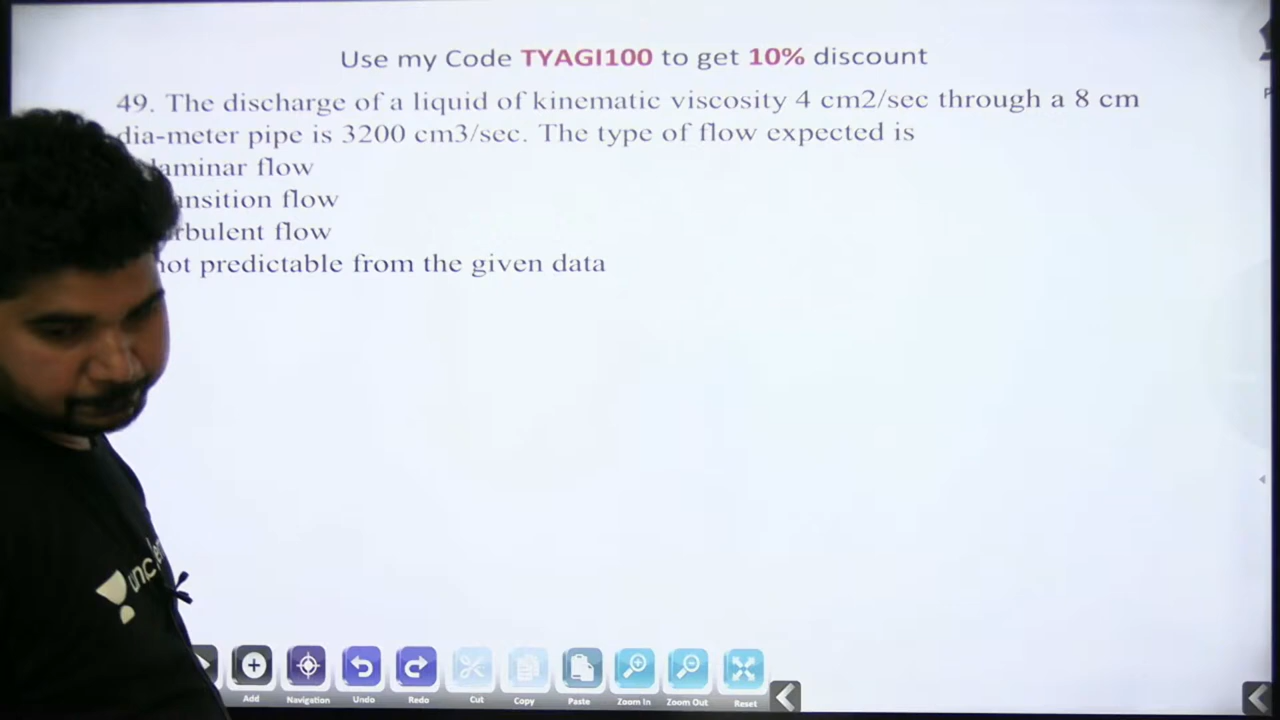 Use my Code TYAGI100 to get 10% discount
49. The discharge of a liquid of kinematic viscosity 4 cm2/sec through a 8 cm
dia-meter pipe is 3200 cm3/sec. The type of flow expected is
laminar flow
ansition flow
rbulent flow
not predictable from the given data
Add Navigation Undo Redo Cut Copy Paste Zoom In Zoom Out Reset